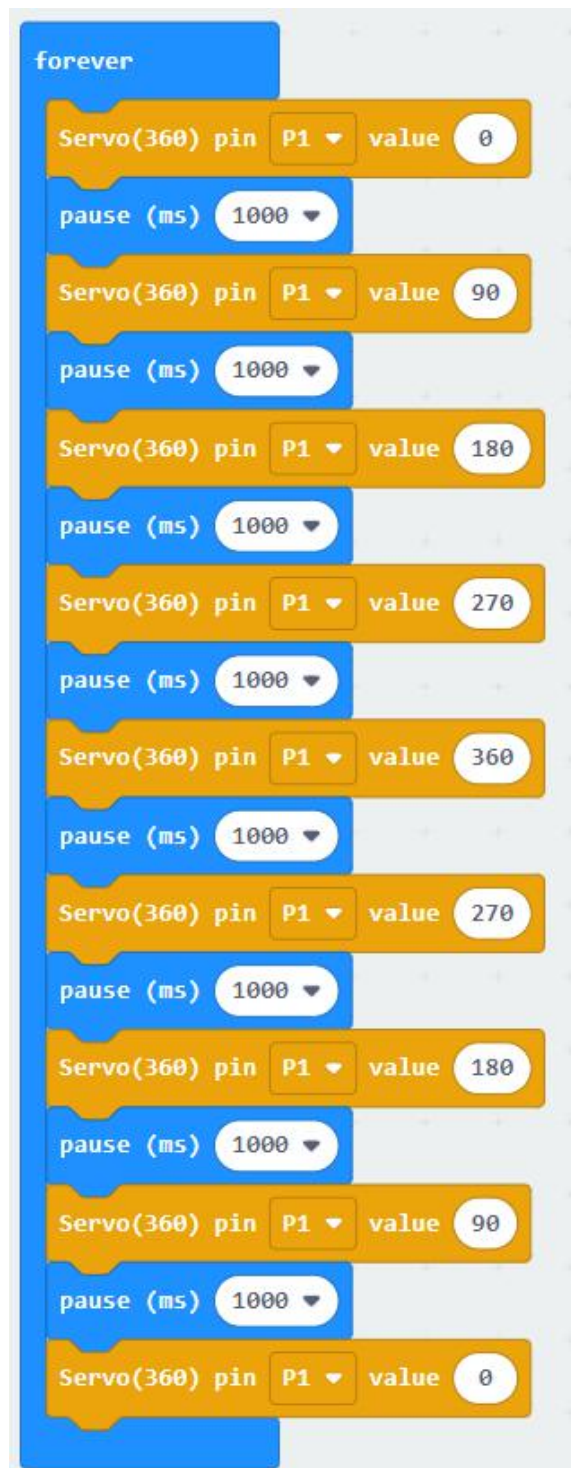 forever
Servo(360) pin P1 value 0
pause (ms) 1000
Servo(360) pin P1 value 90
pause (ms) 1000
Servo(360) pin P1 value 180
pause (ms) 1000
Servo(360) pin P1 value 270
pause (ms) 1000
Servo(360) pin P1 value 360
pause (ms) 1000
Servo(360) pin P1 value 270
pause (ms) 1000
Servo(360) pin P1 value 180
pause (ms) 1000
Servo(360) pin P1 value 90
pause (ms) 1000
Servo(360) pin P1 value 0